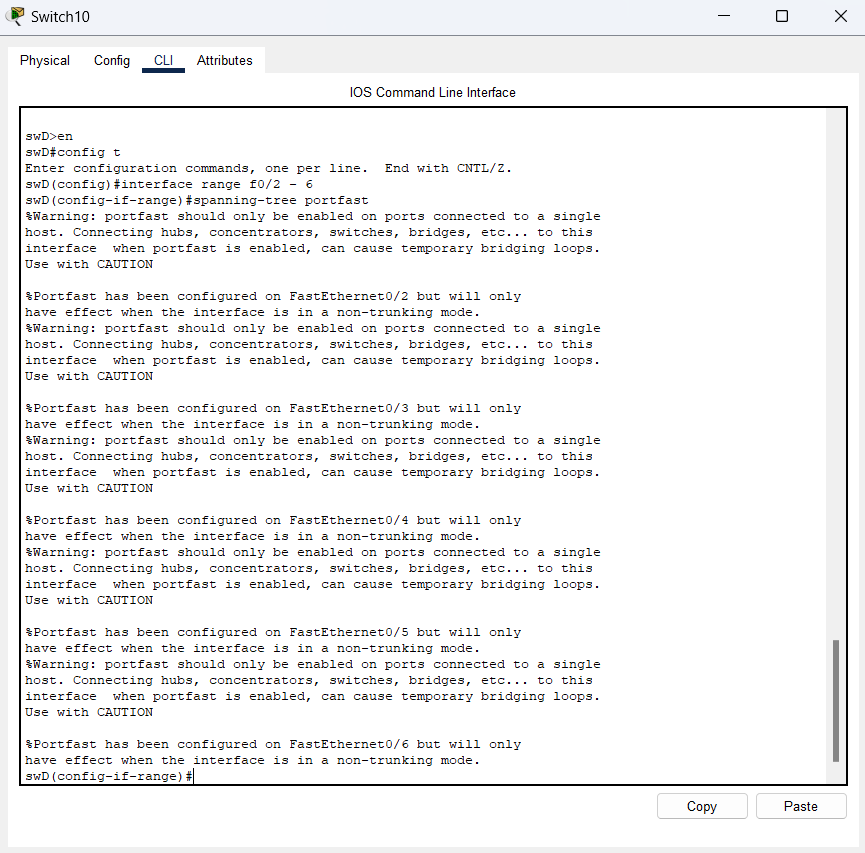 Switch10
Physical Config CLI Attributes
IOS Command Line Interface
swD>en
swD#config t
Enter configuration commands, one per line.  End with CNTL/Z.
swD(config)#interface range f0/2 - 6
swD(config-if-range)#spanning-tree portfast
%Warning: portfast should only be enabled on ports connected to a single
host. Connecting hubs, concentrators, switches, bridges, etc... to this
interface  when portfast is enabled, can cause temporary bridging loops.
Use with CAUTION
%Portfast has been configured on FastEthernet0/2 but will only
have effect when the interface is in a non-trunking mode.
%Warning: portfast should only be enabled on ports connected to a single
host. Connecting hubs, concentrators, switches, bridges, etc... to this
interface  when portfast is enabled, can cause temporary bridging loops.
Use with CAUTION
%Portfast has been configured on FastEthernet0/3 but will only
have effect when the interface is in a non-trunking mode.
%Warning: portfast should only be enabled on ports connected to a single
host. Connecting hubs, concentrators, switches, bridges, etc... to this
interface  when portfast is enabled, can cause temporary bridging loops.
Use with CAUTION
%Portfast has been configured on FastEthernet0/4 but will only
have effect when the interface is in a non-trunking mode.
%Warning: portfast should only be enabled on ports connected to a single
host. Connecting hubs, concentrators, switches, bridges, etc... to this
interface  when portfast is enabled, can cause temporary bridging loops.
Use with CAUTION
%Portfast has been configured on FastEthernet0/5 but will only
have effect when the interface is in a non-trunking mode.
%Warning: portfast should only be enabled on ports connected to a single
host. Connecting hubs, concentrators, switches, bridges, etc... to this
interface  when portfast is enabled, can cause temporary bridging loops.
Use with CAUTION
%Portfast has been configured on FastEthernet0/6 but will only
have effect when the interface is in a non-trunking mode.
swD(config-if-range)#
Copy Paste